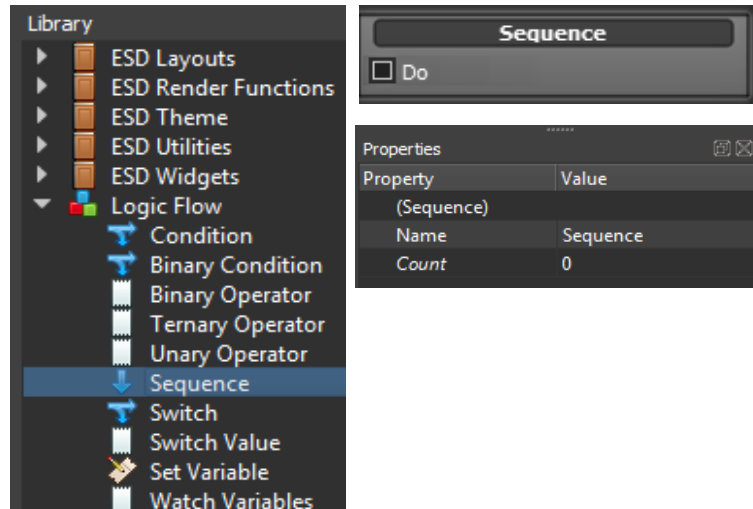 Library
ESD Layouts
ESD Render Functions
ESD Theme
ESD Utilities
ESD Widgets
Logic Flow
Condition
Binary Condition
Binary Operator
Ternary Operator
Unary Operator
Sequence
Switch
Switch Value
Set Variable
Watch Variables
Sequence
Do
Properties
Property Value
(Sequence)
Name Sequence
Count 0